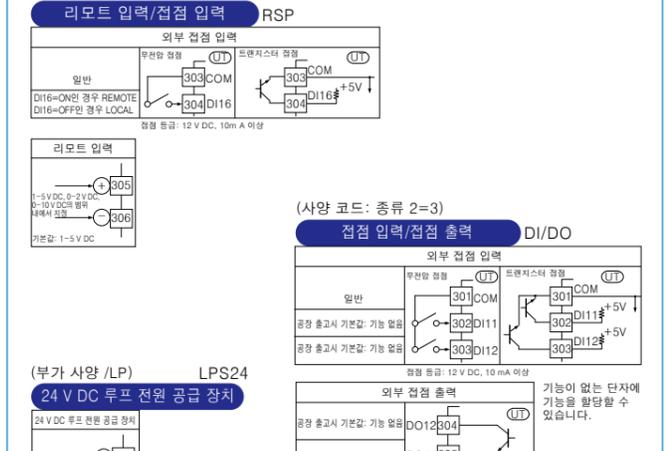 리모트 입력/접점 입력 RSP
외부 접점 입력
무전압 접점 UT 트랜지스터 접점 UT
일반
303 COM 303 COM
+5V
304 DI16 304 DI16
DI16=ON인 경우 REMOTE
DI16=OFF인 경우 LOCAL
접점 등급: 12 V DC, 10m A 이상
리모트 입력
305
1-5 V DC, 0-2 V DC,
0-10 V DC의 범위
내에서 지정
306
기본값: 1-5 V DC
(사양 코드: 종류 2=3)
접점 입력/접점 출력 DI/DO
외부 접점 입력
무전압 접점 UT 트랜지스터 접점 UT
일반
301 COM 301 COM
+5V
공장 출고시 기본값: 기능 없음 302 DI11 302 DI11
+5V
공장 출고시 기본값: 기능 없음 303 DI12 303 DI12
접점 등급: 12 V DC, 10 mA 이상
(부가 사양 /LP) LPS24
24 V DC 루프 전원 공급 장치
24 V DC 루프 전원 공급 장치
외부 접점 출력
UT
공장 출고시 기본값: 기능 없음 DO12 304
기능이 없는 단자에
기능을 할당할 수
있습니다.